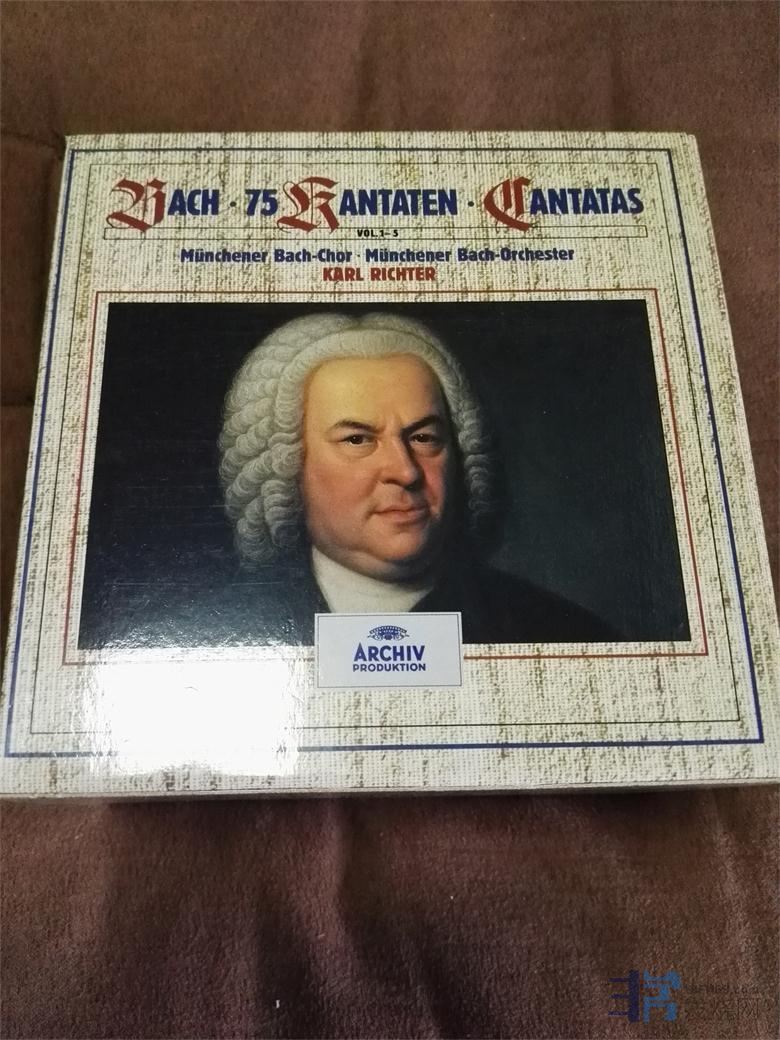 BACH · 75 KANTATEN · CANTATAS
VOL.1-5
Münchener Bach-Chor · Münchener Bach-Orchester
KARL RICHTER
ARCHIV
PRODUKTION